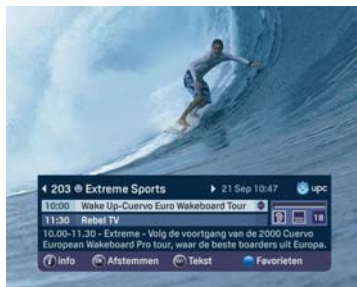 203 Extreme Sports 21 Sep 10:47 upc
10:00 Wake Up-Cuervo Euro Wakeboard Tour
11:30 Rebel TV 18
10.00-11.30 - Extreme - Volg de voortgang van de 2000 Cuervo
European Wakeboard Pro tour, waar de beste boarders uit Europa.
i info OK Afstemmen Tekst Favorieten